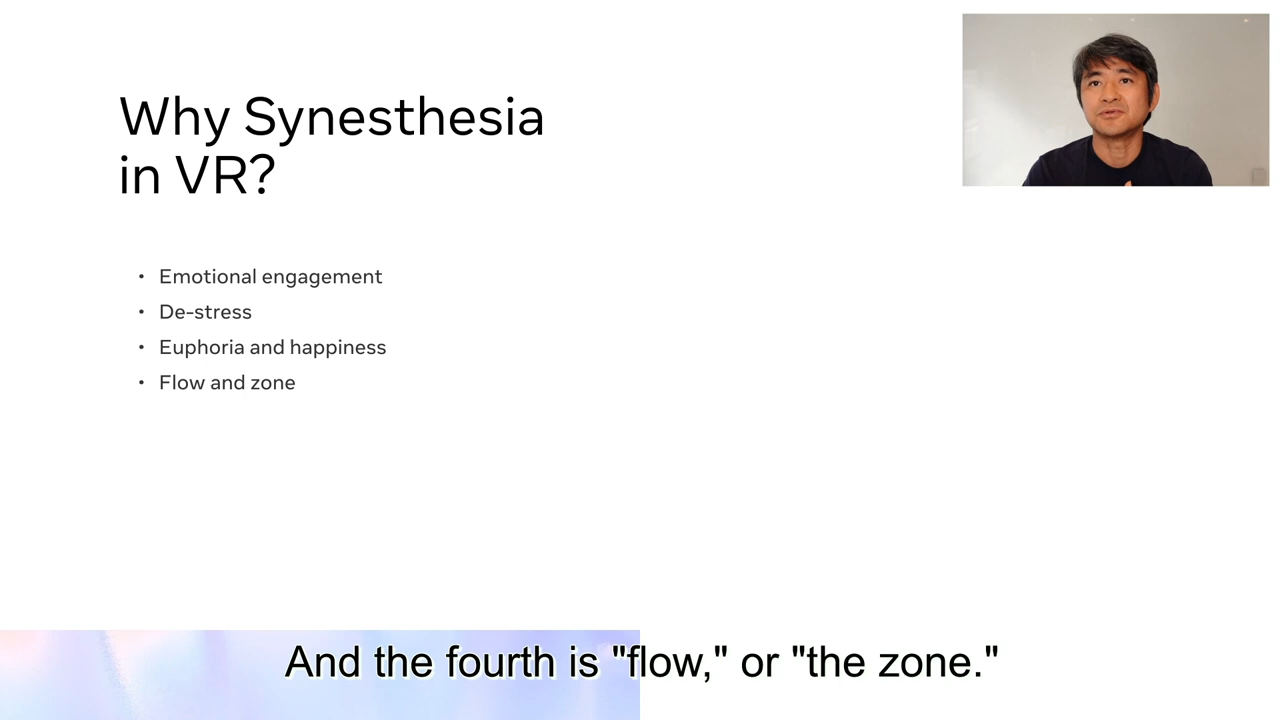 Why Synesthesia
in VR?
• Emotional engagement
• De-stress
• Euphoria and happiness
• Flow and zone
And the fourth is "flow," or "the zone."